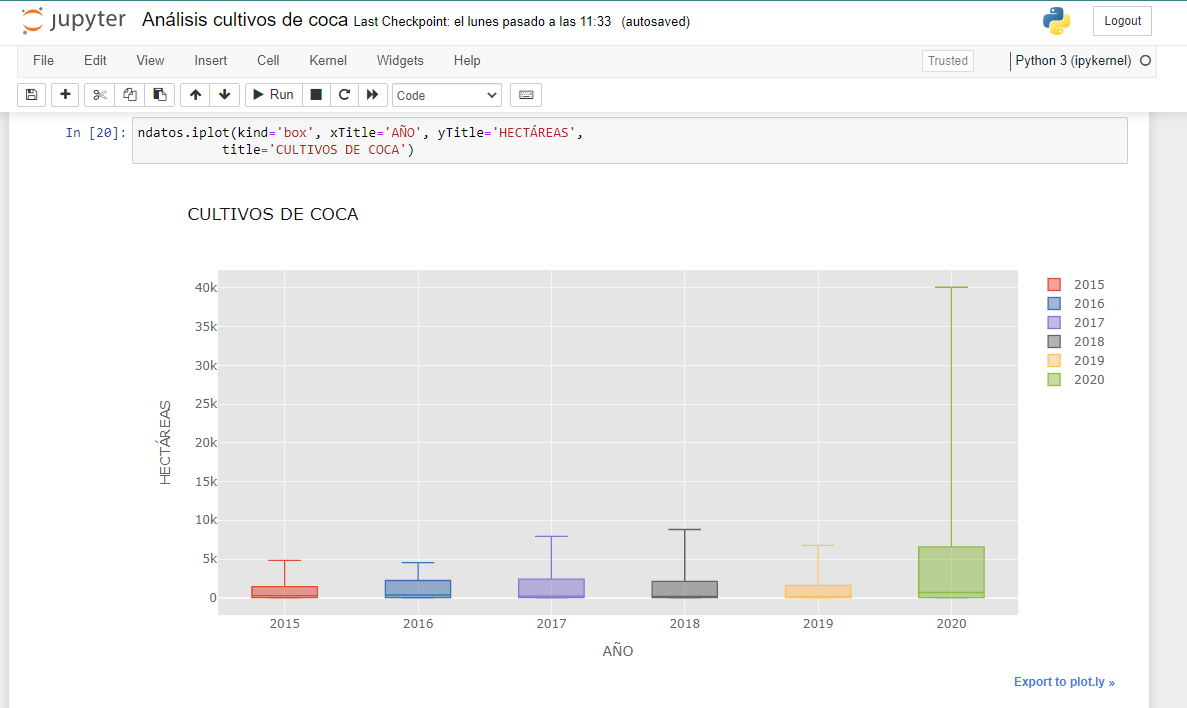 jupyter Análisis cultivos de coca Last Checkpoint: el lunes pasado a las 11:33 (autosaved) Logout
File Edit View Insert Cell Kernel Widgets Help Trusted Python 3 (ipykernel)
Run Code
In [20]: ndatos.iplot(kind='box', xTitle='AÑO', yTitle='HECTÁREAS',
title='CULTIVOS DE COCA')
CULTIVOS DE COCA
40k
35k
30k
25k
20k
15k
10k
5k
0
HECTÁREAS
2015 2016 2017 2018 2019 2020
AÑO
2015
2016
2017
2018
2019
2020
Export to plot.ly »